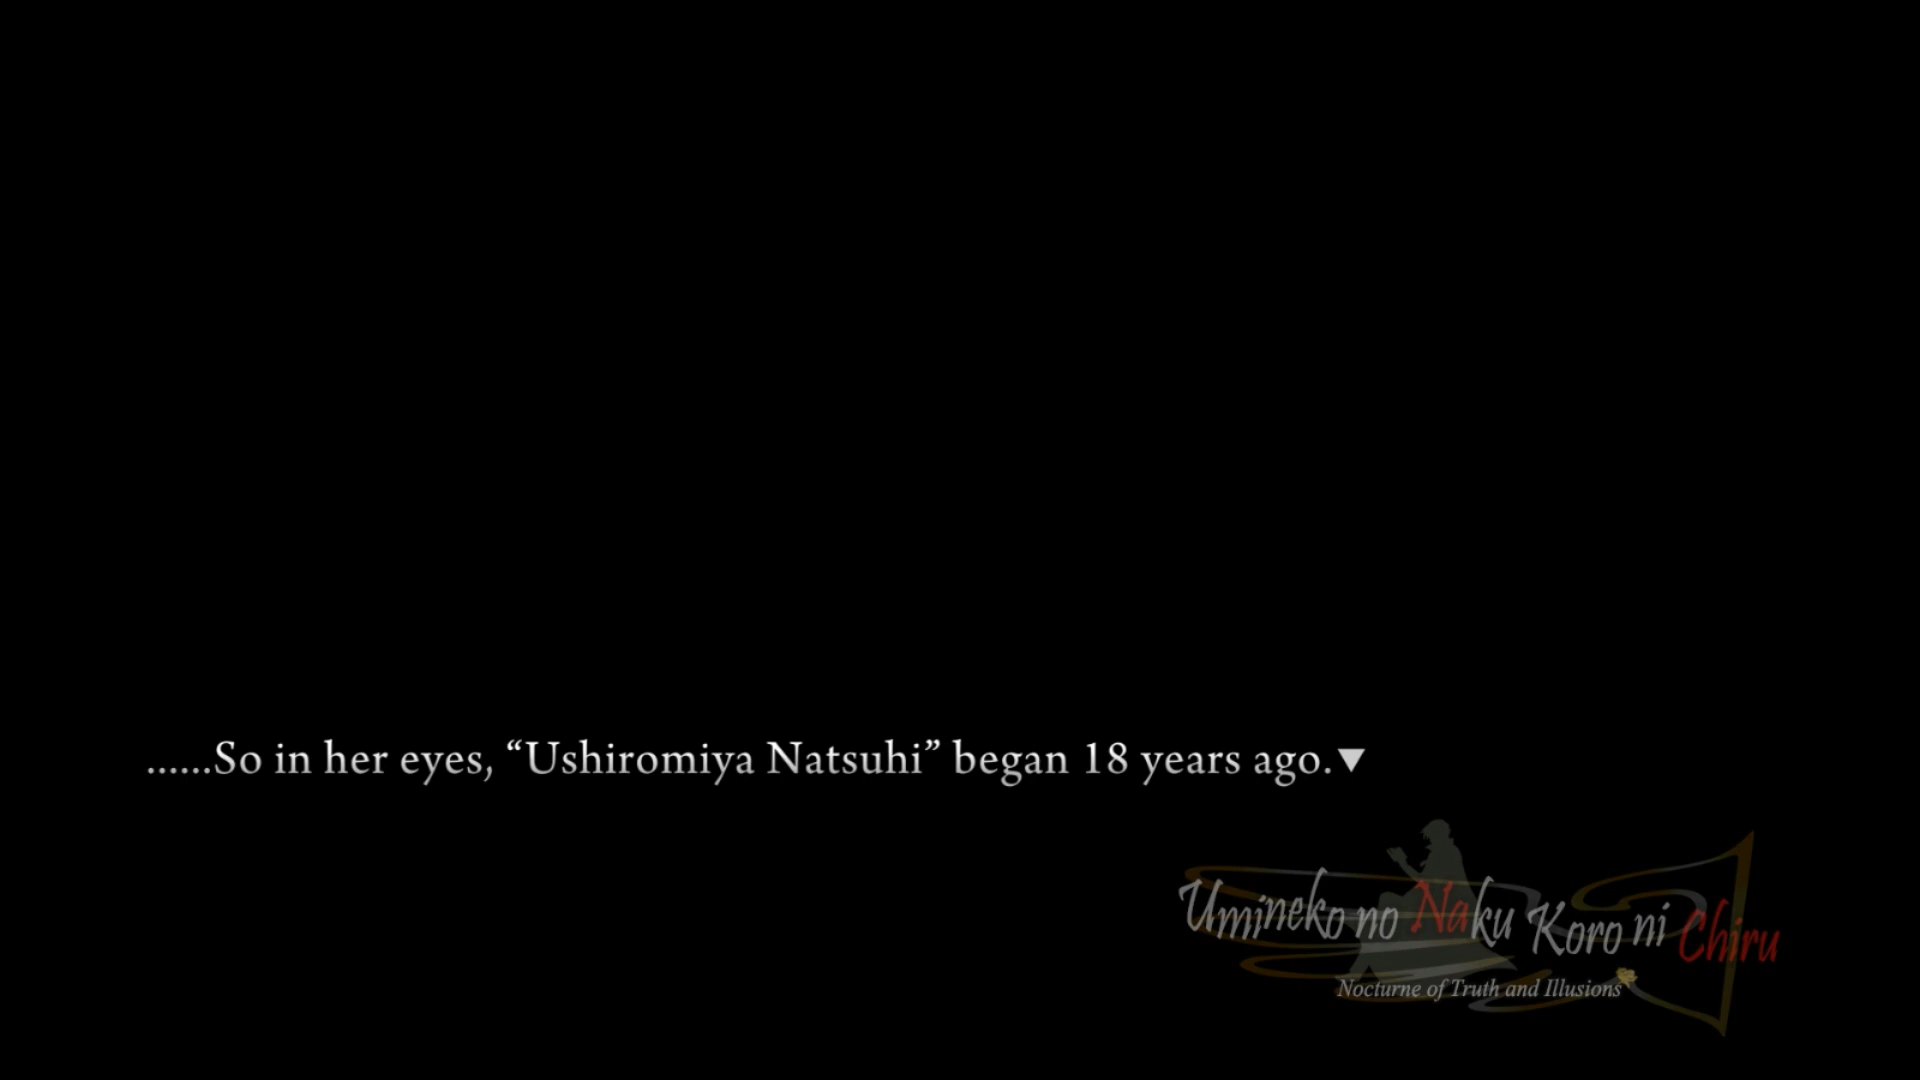 ......So in her eyes, “Ushiromiya Natsuhi” began 18 years ago.▼
Umineko no Naku Koro ni Chiru
Nocturne of Truth and Illusions